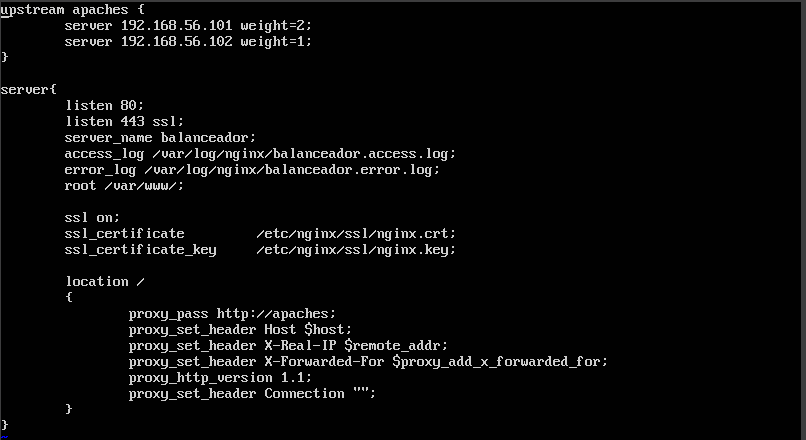 upstream apaches {
        server 192.168.56.101 weight=2;
        server 192.168.56.102 weight=1;
}

server{
        listen 80;
        listen 443 ssl;
        server_name balanceador;
        access_log /var/log/nginx/balanceador.access.log;
        error_log /var/log/nginx/balanceador.error.log;
        root /var/www/;

        ssl on;
        ssl_certificate         /etc/nginx/ssl/nginx.crt;
        ssl_certificate_key     /etc/nginx/ssl/nginx.key;

        location /
        {
                proxy_pass http://apaches;
                proxy_set_header Host $host;
                proxy_set_header X-Real-IP $remote_addr;
                proxy_set_header X-Forwarded-For $proxy_add_x_forwarded_for;
                proxy_http_version 1.1;
                proxy_set_header Connection "";
        }
}